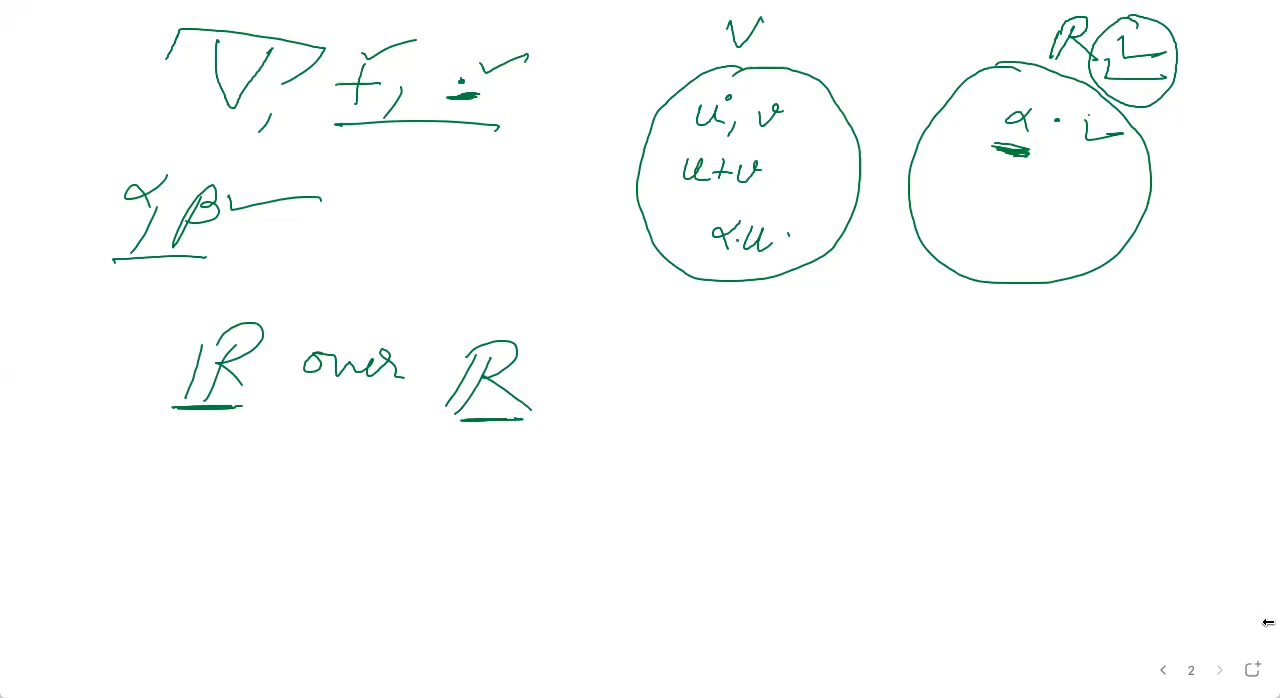 V, +, ·
α, β
ℝ over ℝ
V
u, v
u+v
α·u
ℝ
α ·
2